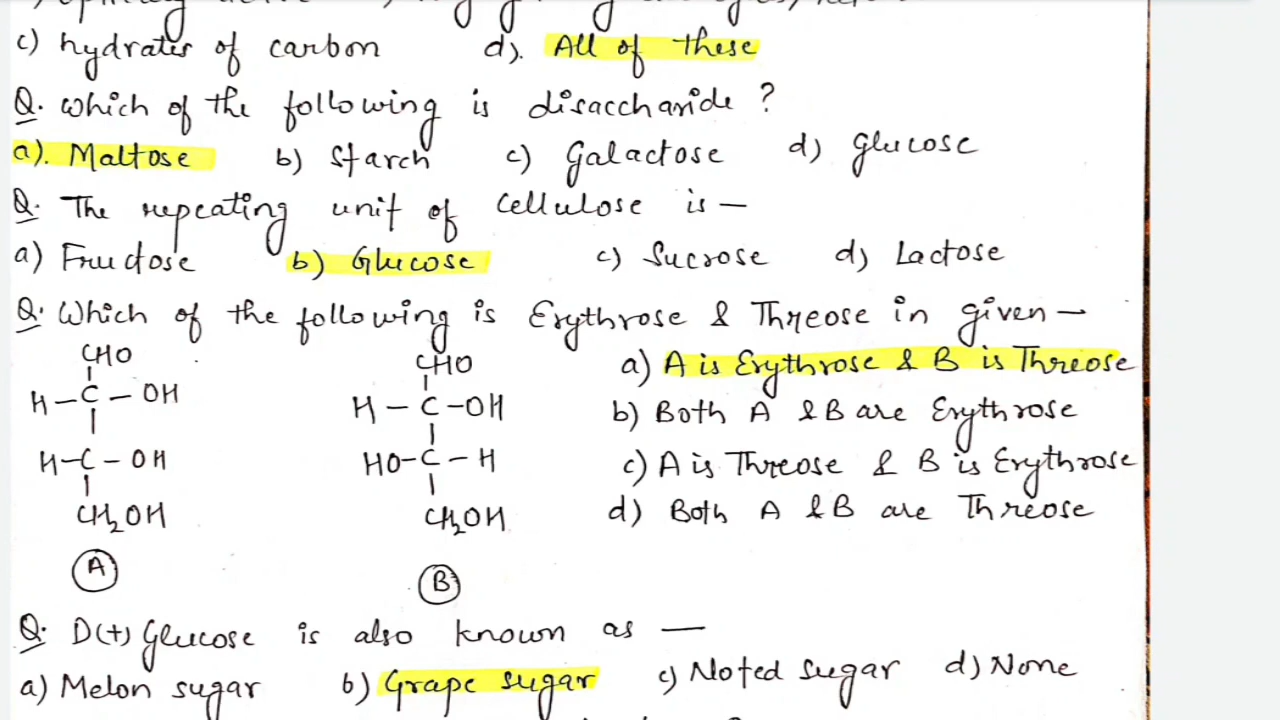 c) hydrates of carbon d). All of these
Q. Which of the following is disaccharide ?
a). Maltose b) Starch c) Galactose d) Glucose
Q. The repeating unit of Cellulose is —
a) Fructose b) Glucose c) Sucrose d) Lactose
Q. Which of the following is Erythrose & Threose in given —
CHO CHO a) A is Erythrose & B is Threose
H – C – OH H – C – OH b) Both A & B are Erythrose
H – C – OH HO – C – H c) A is Threose & B is Erythrose
CH2OH CH2OH d) Both A & B are Threose
A B
Q. D(+) Glucose is also known as —
a) Melon sugar b) Grape sugar c) Noted sugar d) None